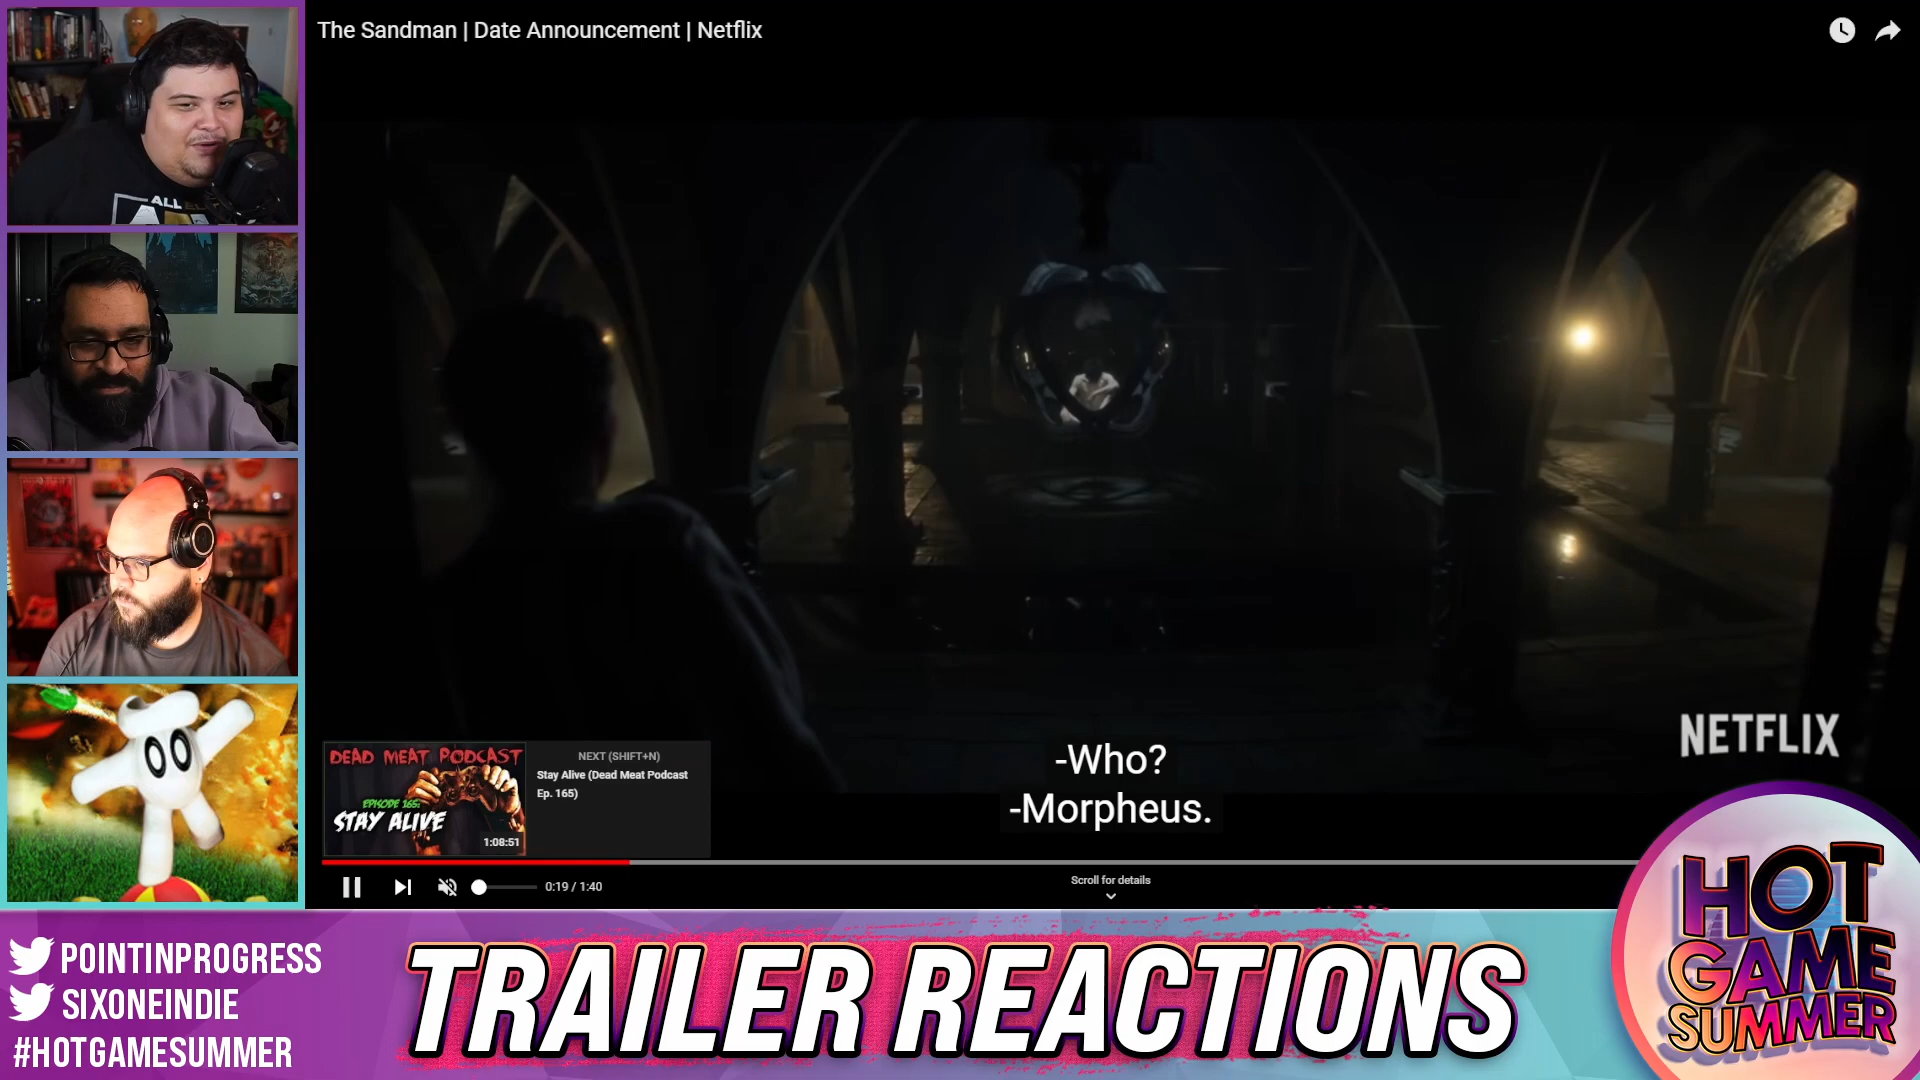 The Sandman | Date Announcement | Netflix
ALL
NETFLIX
-Who?
-Morpheus.
DEAD MEAT PODCAST
EPISODE 165:
STAY ALIVE
1:08:51
NEXT (SHIFT+N)
Stay Alive (Dead Meat Podcast
Ep. 165)
0:19 / 1:40
Scroll for details
POINTINPROGRESS
SIXONEINDIE
#HOTGAMESUMMER
TRAILER REACTIONS
HOT
GAME
SUMMER